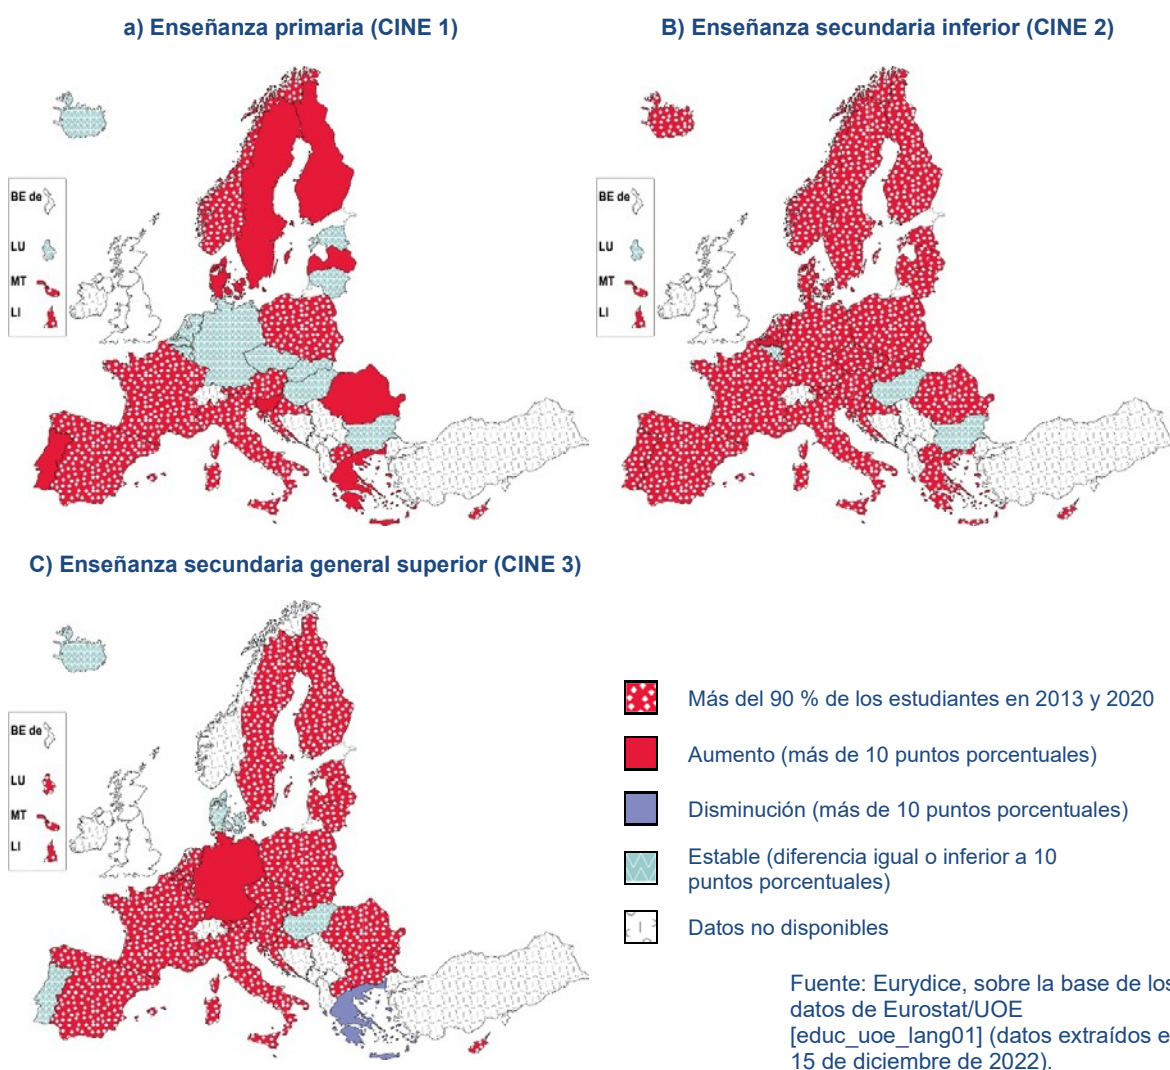 a) Enseñanza primaria (CINE 1)
B) Enseñanza secundaria inferior (CINE 2)
BE de
LU
MT
LI
BE de
LU
MT
LI
C) Enseñanza secundaria general superior (CINE 3)
BE de
LU
MT
LI
Más del 90 % de los estudiantes en 2013 y 2020
Aumento (más de 10 puntos porcentuales)
Disminución (más de 10 puntos porcentuales)
Estable (diferencia igual o inferior a 10
puntos porcentuales)
Datos no disponibles
Fuente: Eurydice, sobre la base de los
datos de Eurostat/UOE
[educ_uoe_lang01] (datos extraídos e
15 de diciembre de 2022).